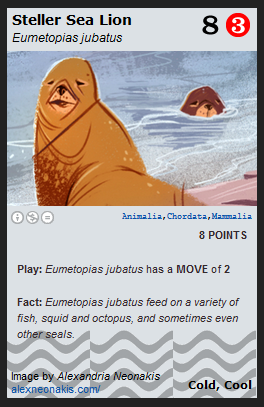 Steller Sea Lion
8 3
Eumetopias jubatus
Animalia,Chordata,Mammalia
8 POINTS
Play: Eumetopias jubatus has a MOVE of 2
Fact: Eumetopias jubatus feed on a variety of
fish, squid and octopus, and sometimes even
other seals.
Image by Alexandria Neonakis
alexneonakis.com/
Cold, Cool